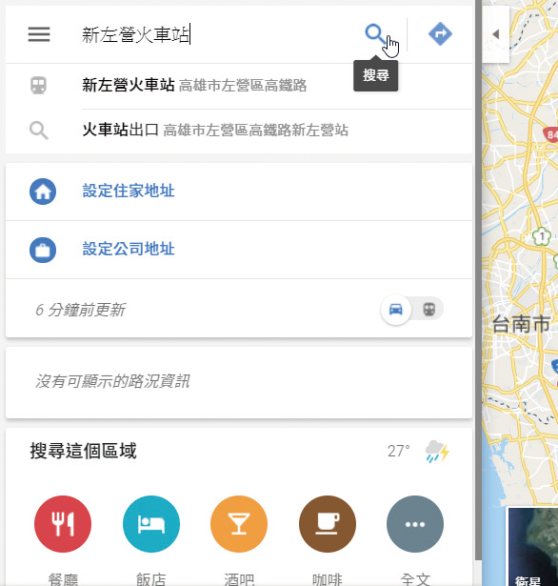 新左營火車站
搜尋
新左營火車站 高雄市左營區高鐵路
火車站出口 高雄市左營區高鐵路新左營站
設定住家地址
設定公司地址
6 分鐘前更新
沒有可顯示的路況資訊
搜尋這個區域
27°
餐廳
飯店
酒吧
咖啡
全文
84
1
台南市
衛星